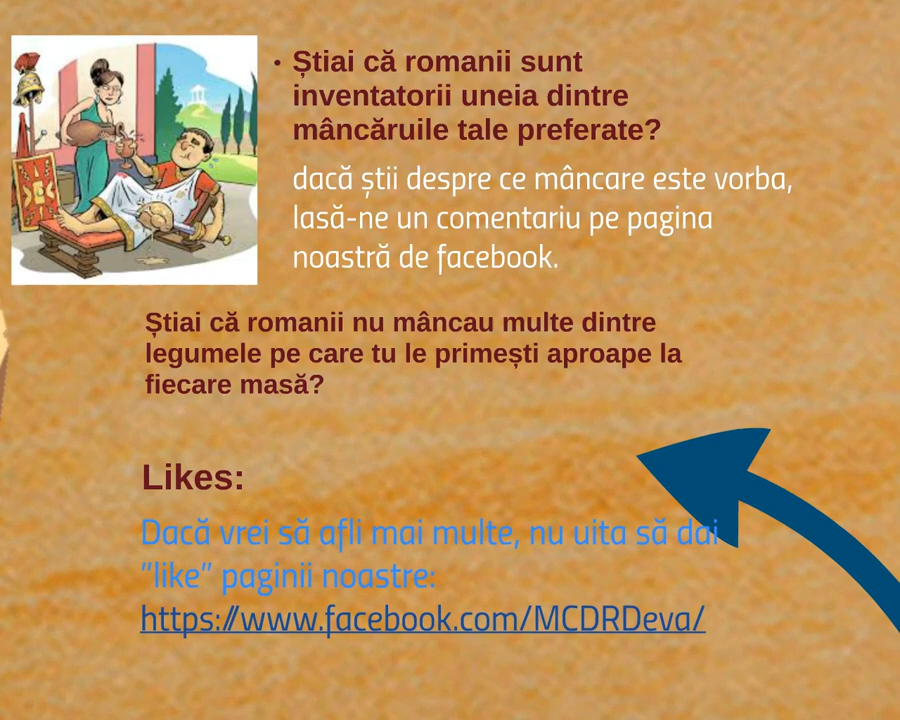 • Știai că romanii sunt
inventatorii uneia dintre
mâncăruile tale preferate?
dacă știi despre ce mâncare este vorba,
lasă-ne un comentariu pe pagina
noastră de facebook.
Știai că romanii nu mâncau multe dintre
legumele pe care tu le primești aproape la
fiecare masă?
Likes:
Dacă vrei să afli mai multe, nu uita să dai
"like" paginii noastre:
https://www.facebook.com/MCDRDeva/